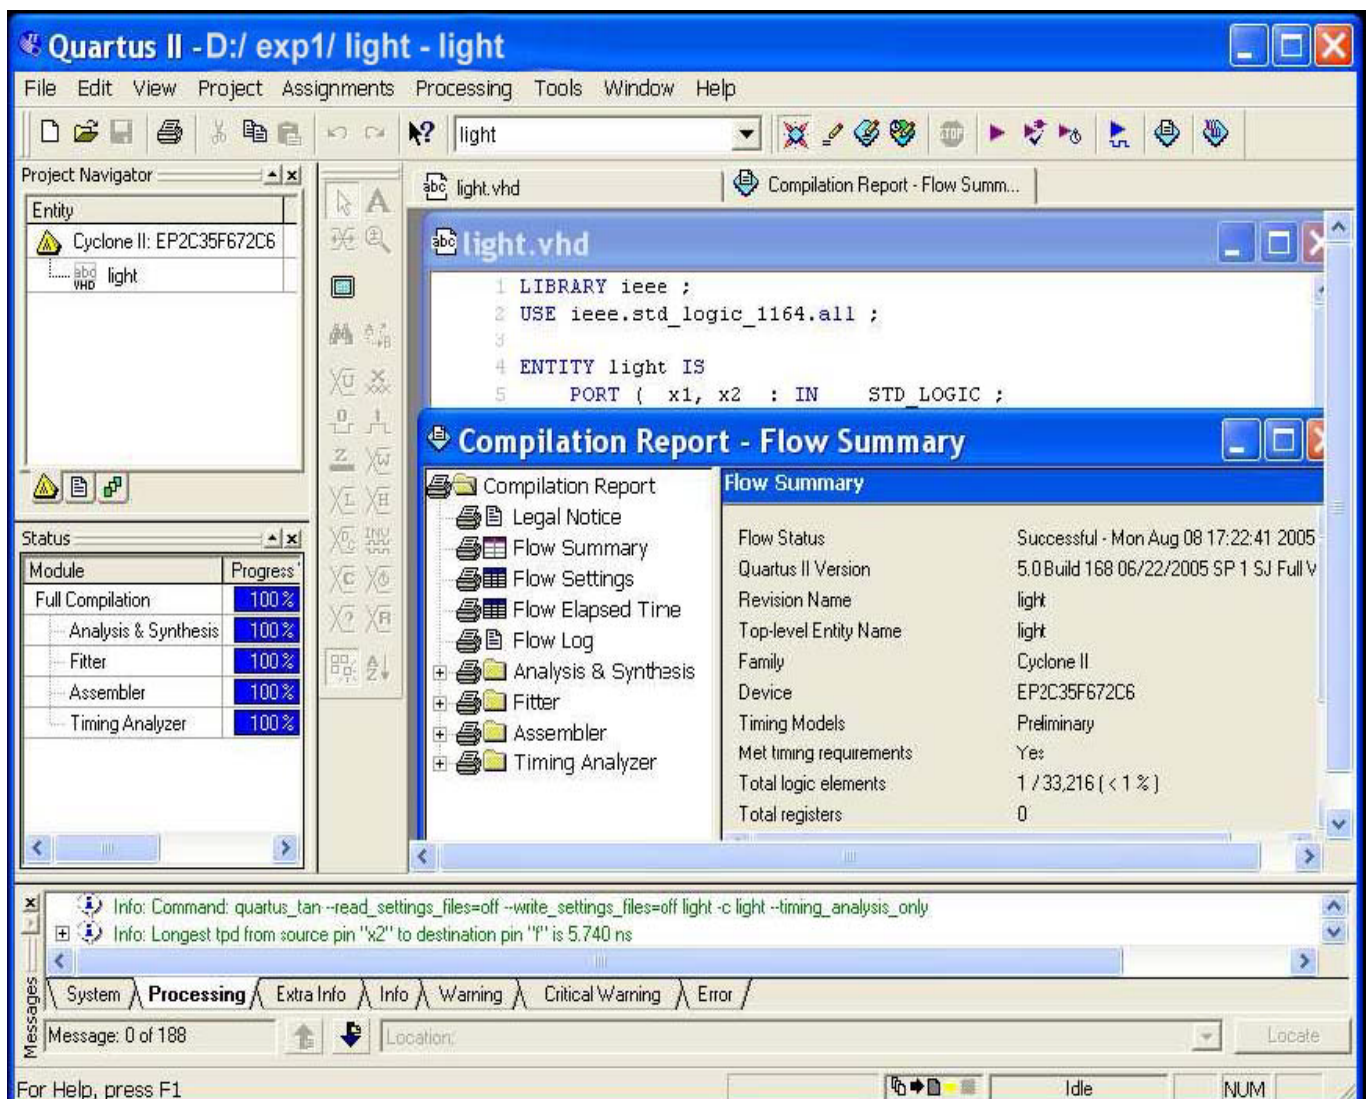 Quartus II - D:/ exp1/ light - light
File Edit View Project Assignments Processing Tools Window Help
light
Project Navigator
Entity
Cyclone II: EP2C35F672C6
light
Status
Module Progress
Full Compilation 100 %
Analysis & Synthesis 100 %
Fitter 100 %
Assembler 100 %
Timing Analyzer 100 %
light.vhd
Compilation Report - Flow Summ...
light.vhd
1 LIBRARY ieee ;
2 USE ieee.std_logic_1164.all ;
3
4 ENTITY light IS
5 PORT ( x1, x2 : IN STD_LOGIC ;
Compilation Report - Flow Summary
Compilation Report
Legal Notice
Flow Summary
Flow Settings
Flow Elapsed Time
Flow Log
Analysis & Synthesis
Fitter
Assembler
Timing Analyzer
Flow Summary
Flow Status Successful - Mon Aug 08 17:22:41 2005
Quartus II Version 5.0 Build 168 06/22/2005 SP 1 SJ Full V
Revision Name light
Top-level Entity Name light
Family Cyclone II
Device EP2C35F672C6
Timing Models Preliminary
Met timing requirements Yes
Total logic elements 1 / 33,216 ( < 1 % )
Total registers 0
Info: Command: quartus_tan --read_settings_files=off --write_settings_files=off light -c light --timing_analysis_only
Info: Longest tpd from source pin "x2" to destination pin "f" is 5.740 ns
System Processing Extra Info Info Warning Critical Warning Error
Messages
Message: 0 of 188 Location: Locate
For Help, press F1 Idle NUM